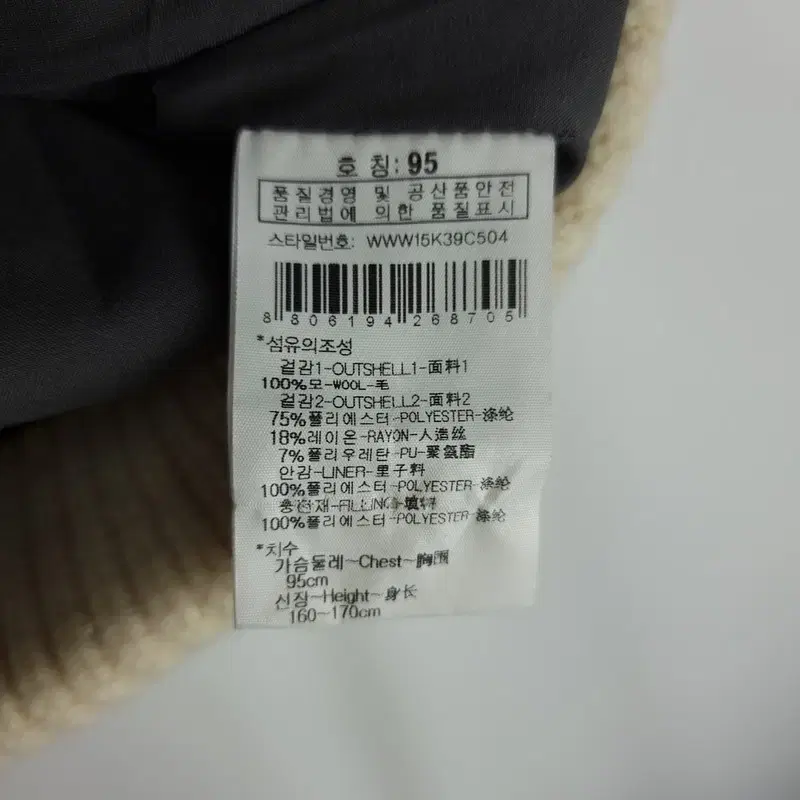 호 칭: 95
품질경영 및 공산품안전
관리법에 의한 품질표시
스타일번호: WWW15K39C504
8 806194 268705
*섬유의조성
겉감1-OUTSHELL1-面料1
100%모-WOOL-毛
겉감2-OUTSHELL2-面料2
75%폴리에스터-POLYESTER-涤纶
18%레이온-RAYON-人造丝
7%폴리우레탄-PU-聚氨酯
안감-LINER-里子料
100%폴리에스터-POLYESTER-涤纶
충전재-FILLING-填料
100%폴리에스터-POLYESTER-涤纶
*치수
가슴둘레~Chest~胸围
95cm
신장~Height~身长
160~170cm